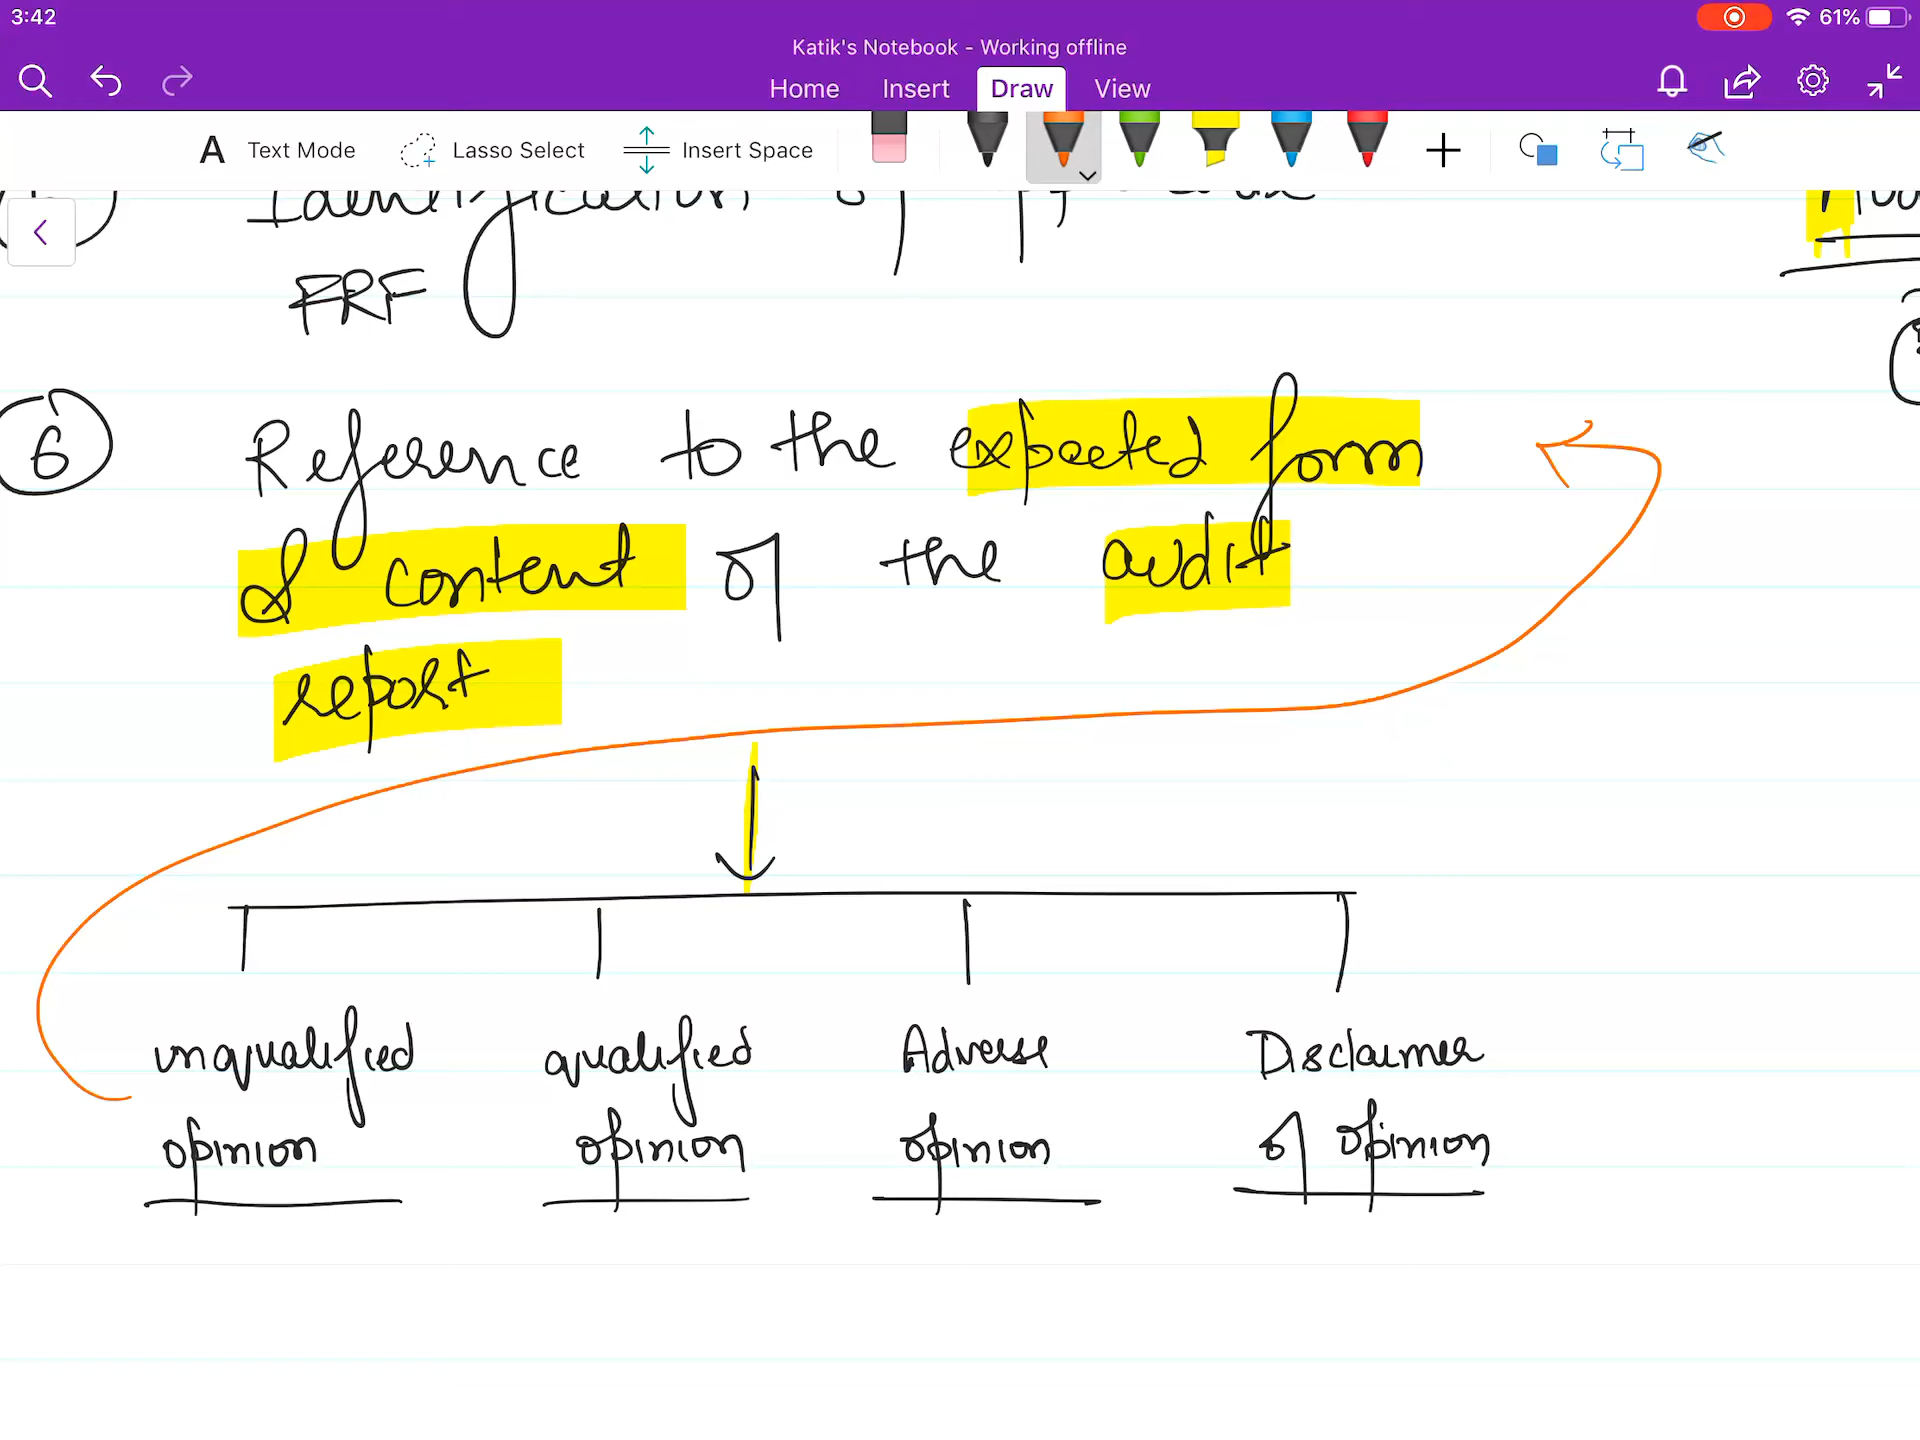 3:42
61%
Katik's Notebook - Working offline
Home Insert Draw View
A Text Mode Lasso Select Insert Space
Identification of
FRF
6 Reference to the expected form
& content of the audit
report
unqualified qualified Adverse Disclaimer
opinion opinion opinion of opinion